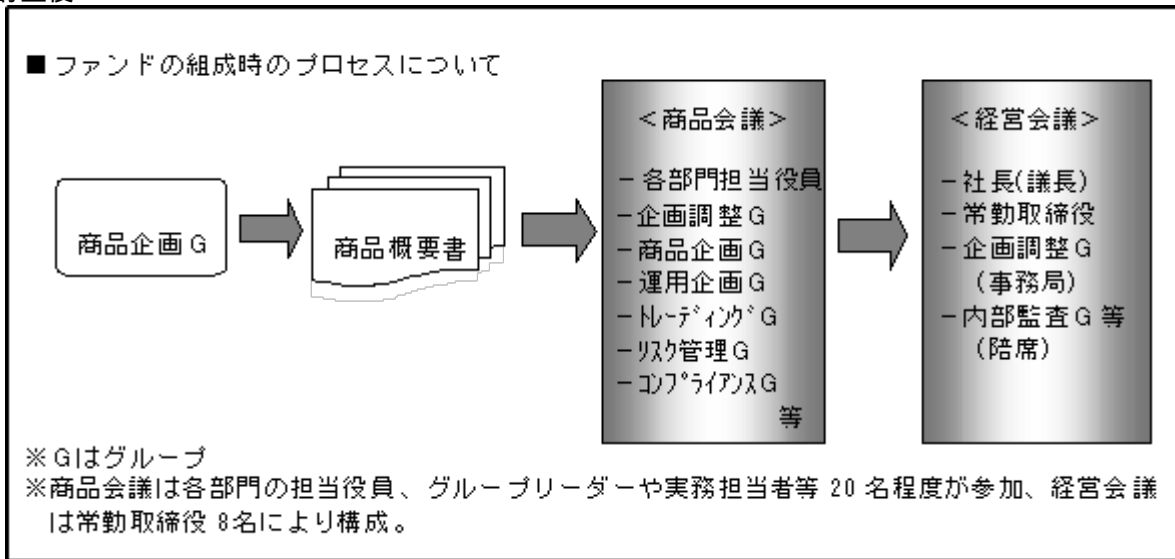 ■ファンドの組成時のプロセスについて
商品企画G
商品概要書
＜商品会議＞
－各部門担当役員
－企画調整G
－商品企画G
－運用企画G
－ﾄﾚｰﾃﾞｨﾝｸﾞG
－ﾘｽｸ管理G
－ｺﾝﾌﾟﾗｲｱﾝｽG
等
＜経営会議＞
－社長(議長)
－常勤取締役
－企画調整G
(事務局)
－内部監査G等
(陪席)
※Gはグループ
※商品会議は各部門の担当役員、グループリーダーや実務担当者等 20 名程度が参加、経営会議
は常勤取締役 8名により構成。